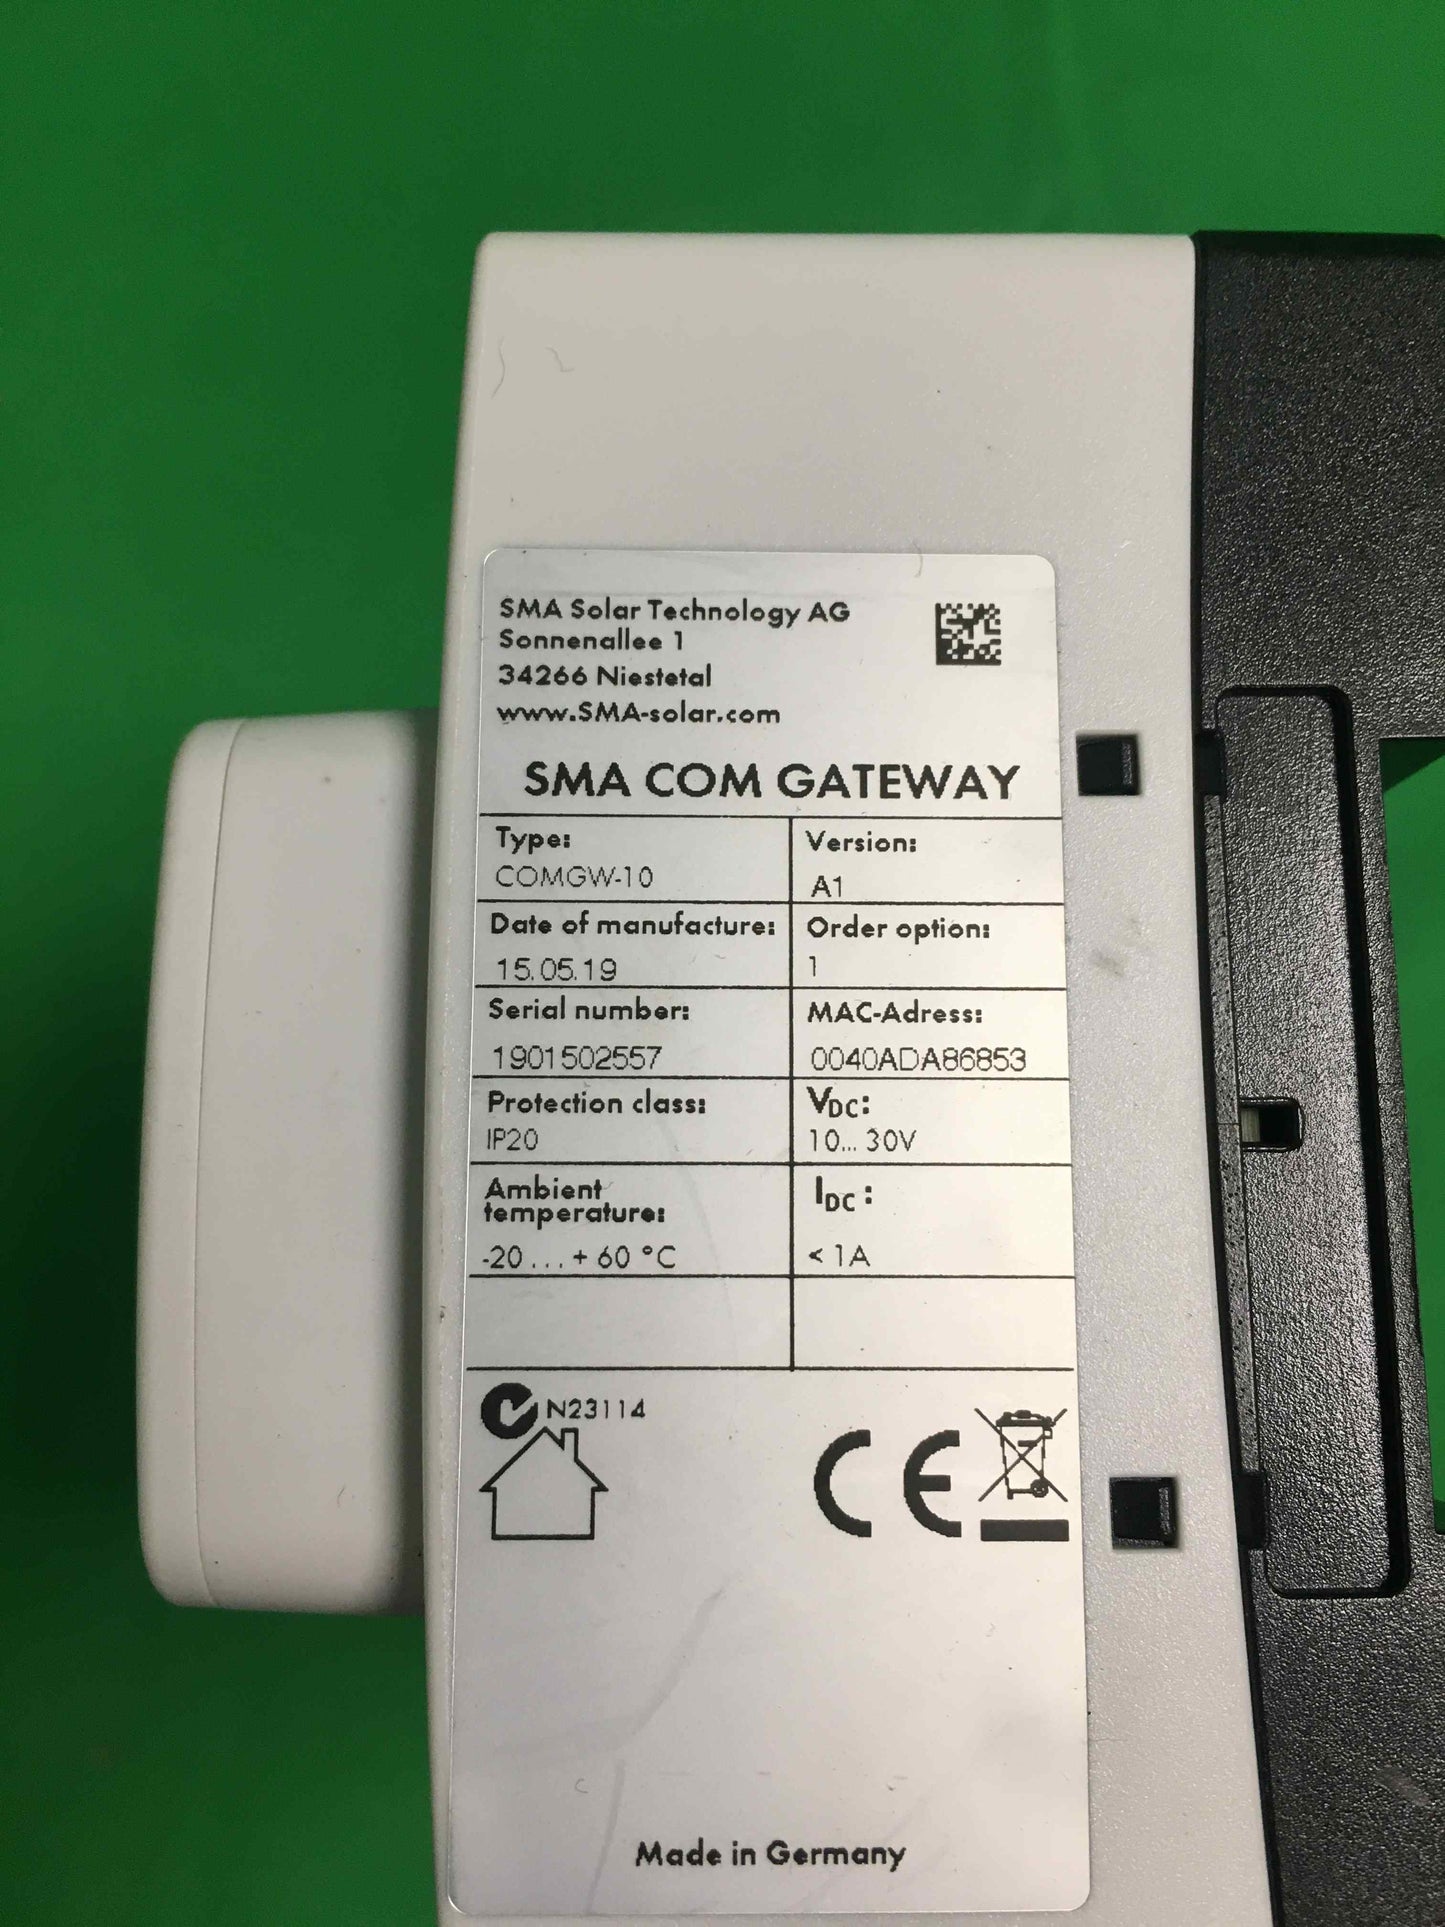 SMA Solar Technology AG
Sonnenallee 1
34266 Niestetal
www.SMA-solar.com
SMA COM GATEWAY
Type:
COMGW-10
Version:
A1
Date of manufacture:
15.05.19
Order option:
1
Serial number:
1901502557
MAC-Adress:
0040ADA86853
Protection class:
IP20
VDC:
10... 30V
Ambient
temperature:
-20 ... + 60 °C
IDC :
< 1A
N23114
CE
Made in Germany